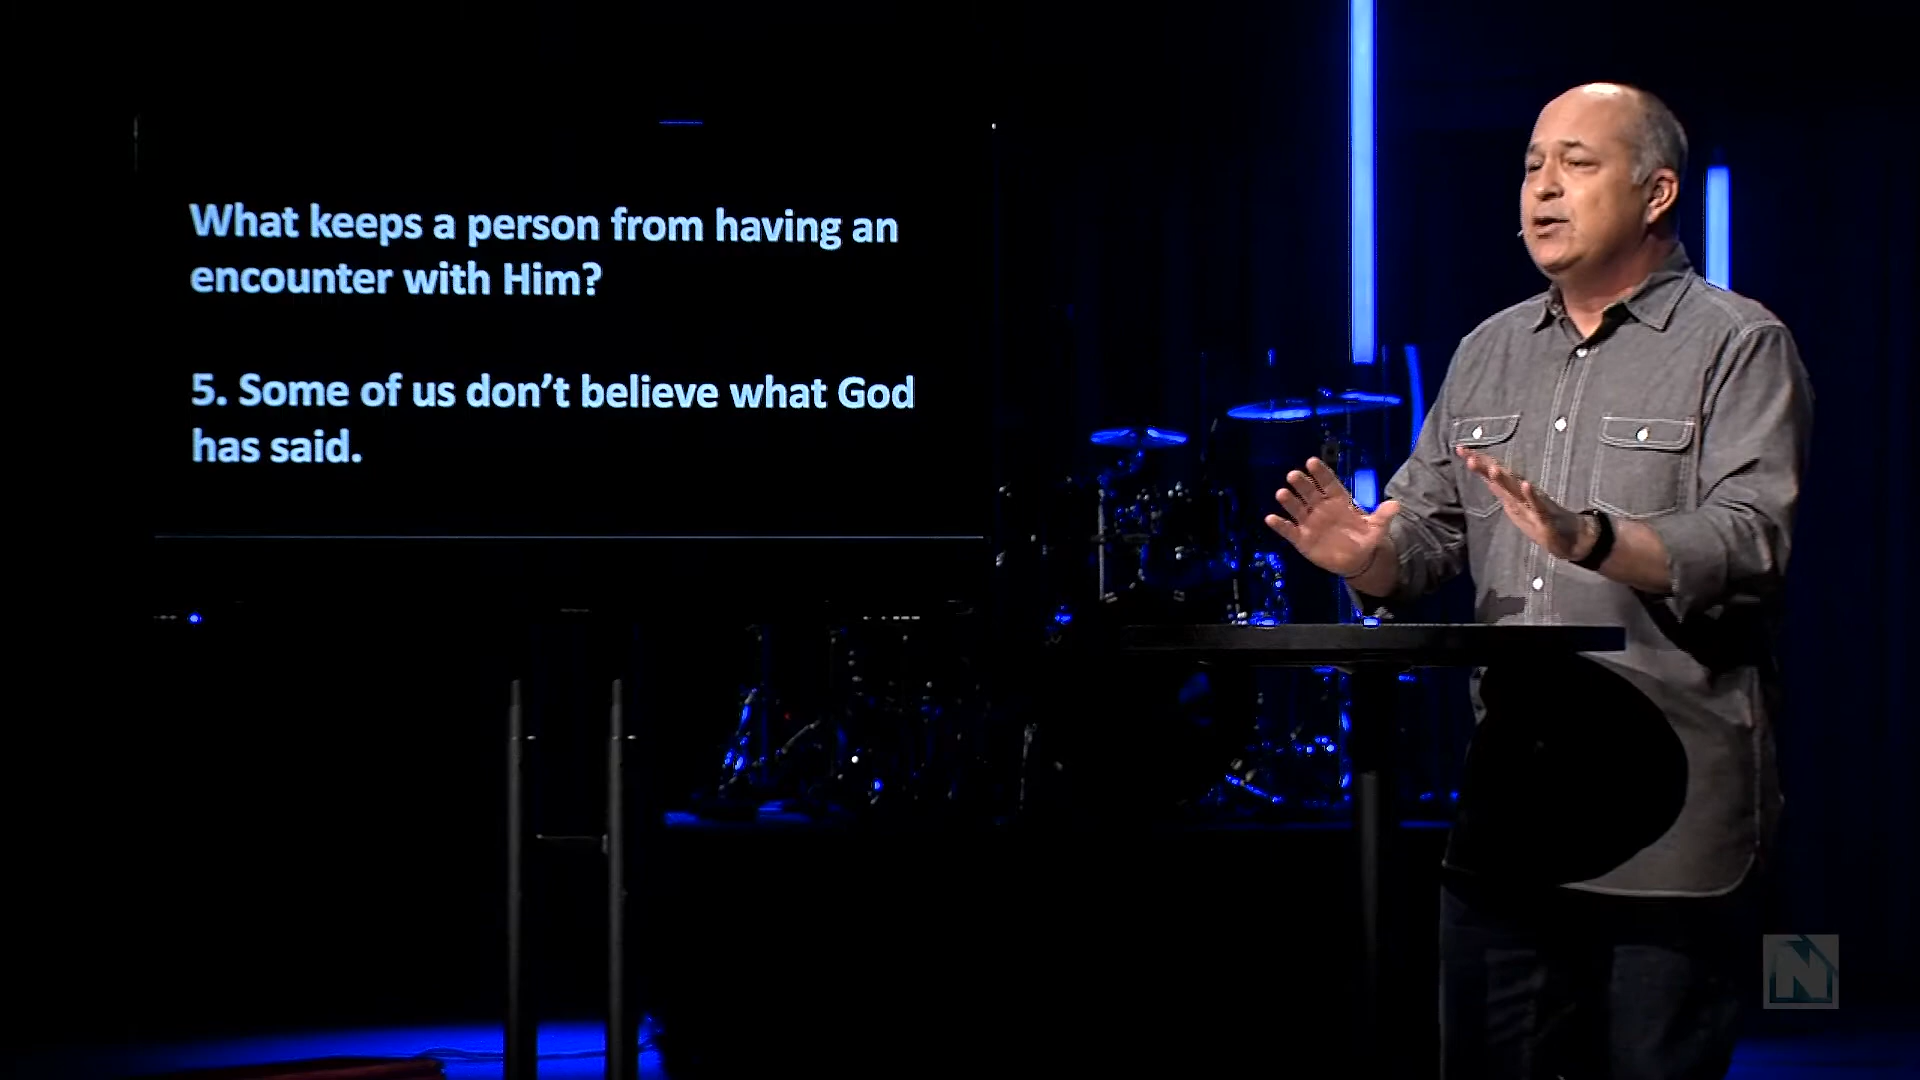 What keeps a person from having an
encounter with Him?
5. Some of us don’t believe what God
has said.
N